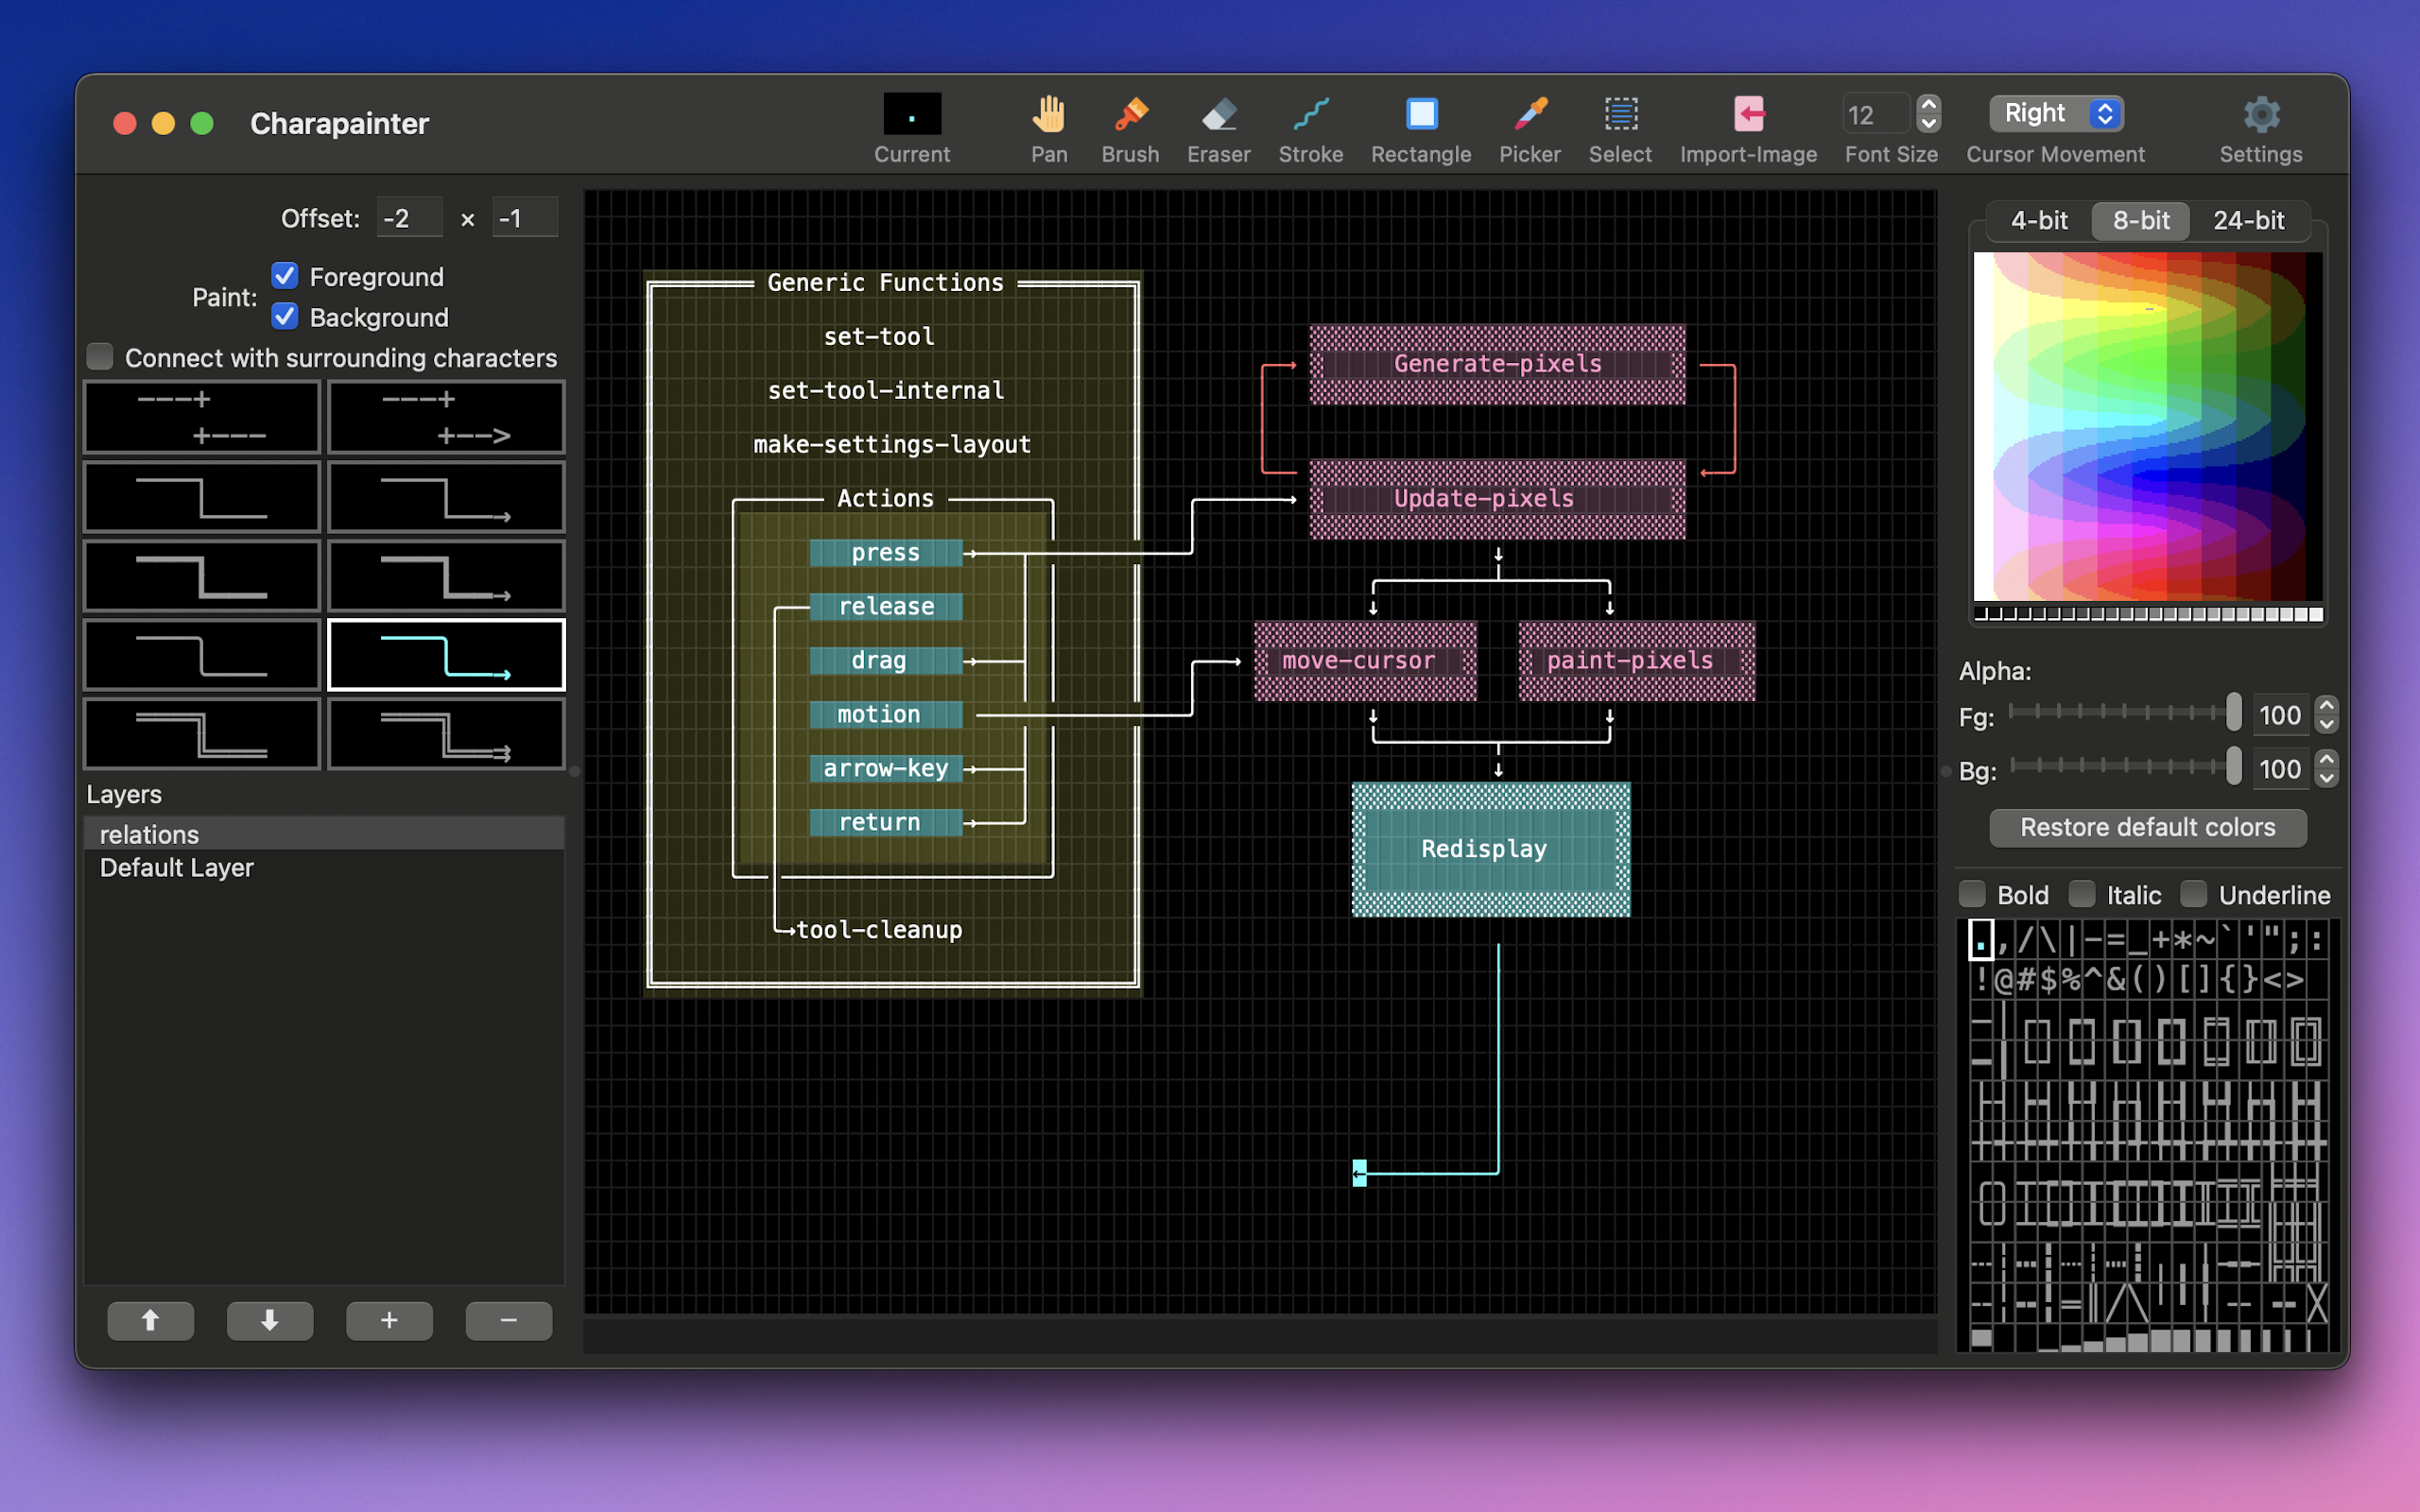 Charapainter
Current
Pan
Brush
Eraser
Stroke
Rectangle
Picker
Select
Import-Image
12
Font Size
Right
Cursor Movement
Settings
Offset: -2 × -1
Paint:
Foreground
Background
Connect with surrounding characters
Layers
relations
Default Layer
Generic Functions
set-tool
set-tool-internal
make-settings-layout
Actions
press
release
drag
motion
arrow-key
return
tool-cleanup
Generate-pixels
Update-pixels
move-cursor
paint-pixels
Redisplay
4-bit
8-bit
24-bit
Alpha:
Fg: 100
Bg: 100
Restore default colors
Bold
Italic
Underline
.,/\|-=_+*~`'";:
!@#$%^&()[]{}<>